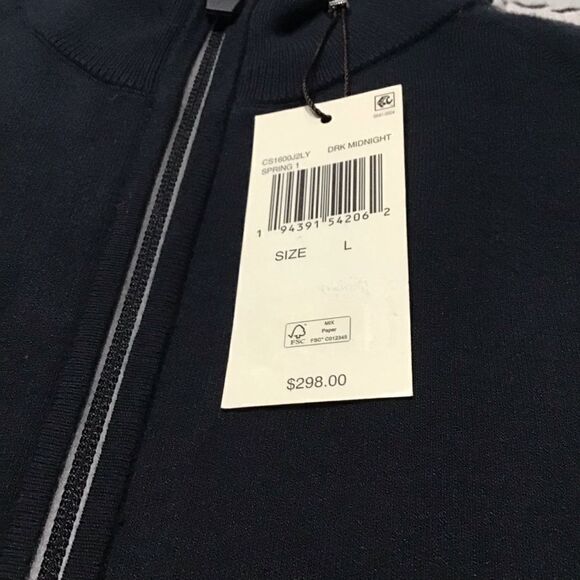 CS1600J2LY DRK MIDNIGHT
SPRING 1
1 94391 54206 2
SIZE L
MIX
Paper
FSC FSC® C012345
$298.00